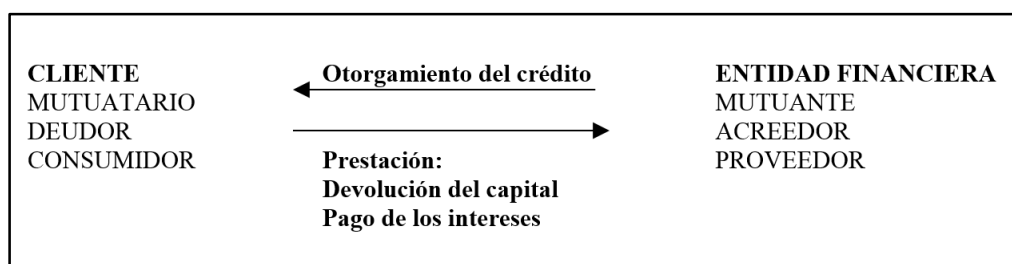 CLIENTE Otorgamiento del crédito ENTIDAD FINANCIERA
MUTUATARIO MUTUANTE
DEUDOR ACREEDOR
CONSUMIDOR Prestación: PROVEEDOR
Devolución del capital
Pago de los intereses